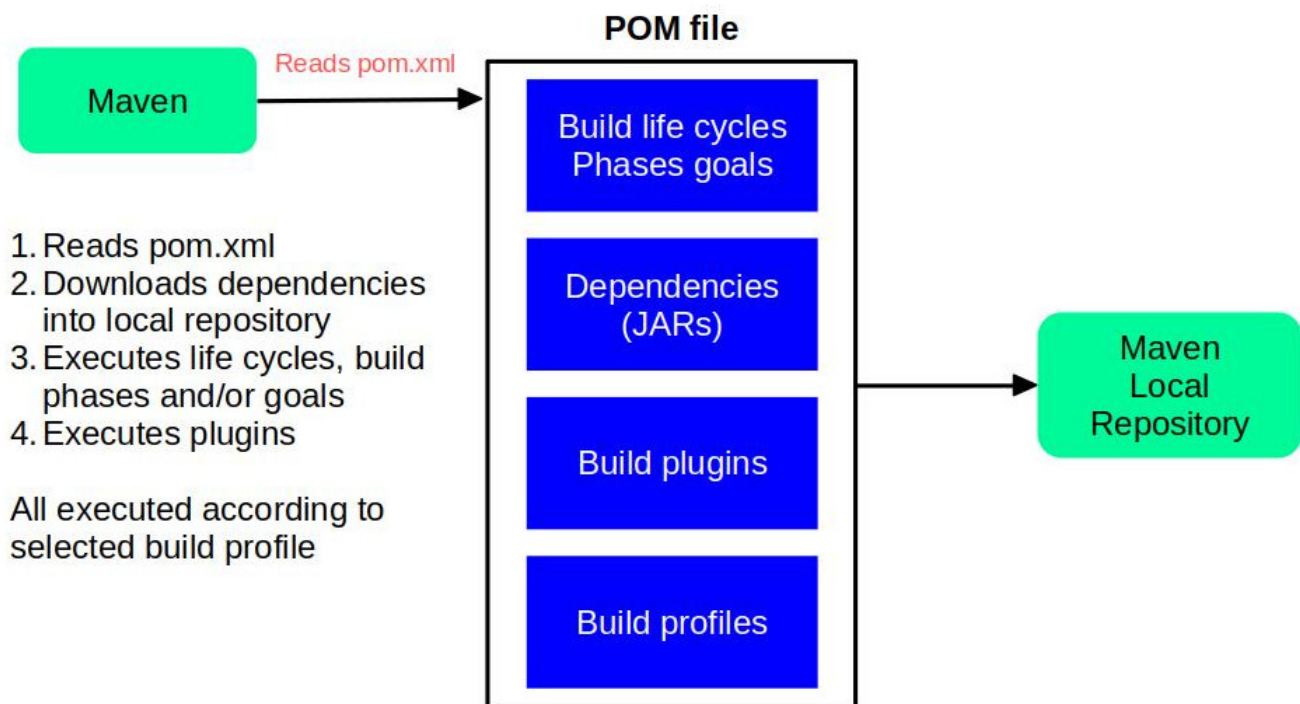 POM file
Maven
Reads pom.xml
Build life cycles
Phases goals
1. Reads pom.xml
2. Downloads dependencies
into local repository
3. Executes life cycles, build
phases and/or goals
4. Executes plugins
All executed according to
selected build profile
Dependencies
(JARs)
Build plugins
Build profiles
Maven
Local
Repository